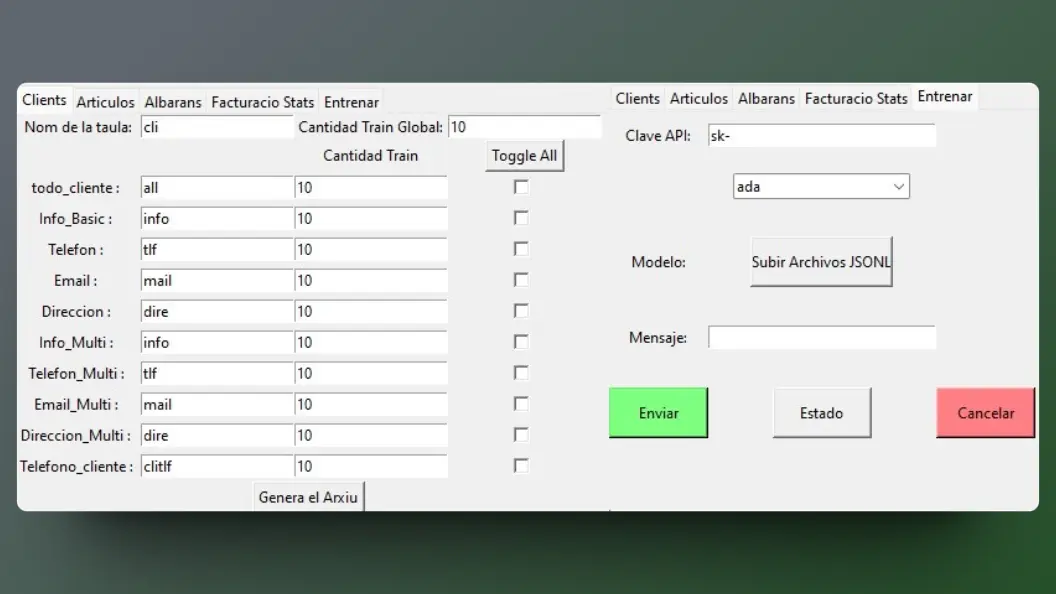 Clients Articulos Albarans Facturacio Stats Entrenar
Nom de la taula: cli Cantidad Train Global: 10
Cantidad Train Toggle All
todo_cliente : all 10
Info_Basic : info 10
Telefon : tlf 10
Email : mail 10
Direccion : dire 10
Info_Multi : info 10
Telefon_Multi : tlf 10
Email_Multi : mail 10
Direccion_Multi : dire 10
Telefono_cliente : clitlf 10
Genera el Arxiu
Clients Articulos Albarans Facturacio Stats Entrenar
Clave API: sk-
ada
Modelo: Subir Archivos JSONL
Mensaje:
Enviar Estado Cancelar